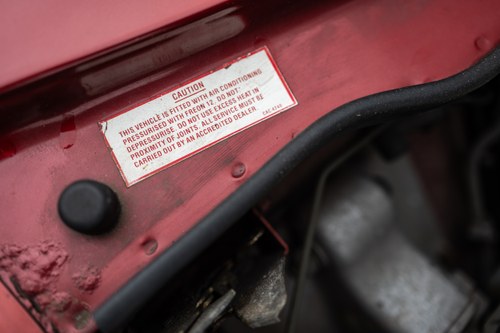 CAUTION
THIS VEHICLE IS FITTED WITH AIR CONDITIONING
PRESSURISED WITH FREON 12. DO NOT
DEPRESSURISE. DO NOT USE EXCESS HEAT IN
PROXIMITY OF JOINTS. ALL SERVICE MUST BE
CARRIED OUT BY AN ACCREDITED DEALER